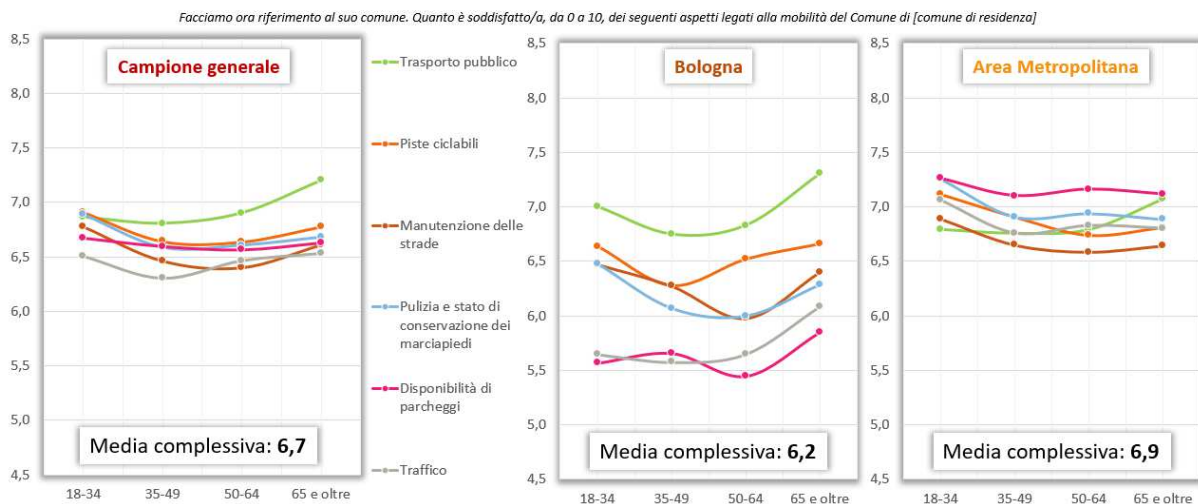 Facciamo ora riferimento al suo comune. Quanto è soddisfatto/a, da 0 a 10, dei seguenti aspetti legati alla mobilità del Comune di [comune di residenza]
Campione generale
8,5
8,0
7,5
7,0
6,5
6,0
5,5
5,0
4,5
Media complessiva: 6,7
18-34 35-49 50-64 65 e oltre
Trasporto pubblico
Piste ciclabili
Manutenzione delle
strade
Pulizia e stato di
conservazione dei
marciapiedi
Disponibilità di
parcheggi
Traffico
Bologna
8,5
8,0
7,5
7,0
6,5
6,0
5,5
5,0
4,5
Media complessiva: 6,2
18-34 35-49 50-64 65 e oltre
Area Metropolitana
8,5
8,0
7,5
7,0
6,5
6,0
5,5
5,0
4,5
Media complessiva: 6,9
18-34 35-49 50-64 65 e oltre